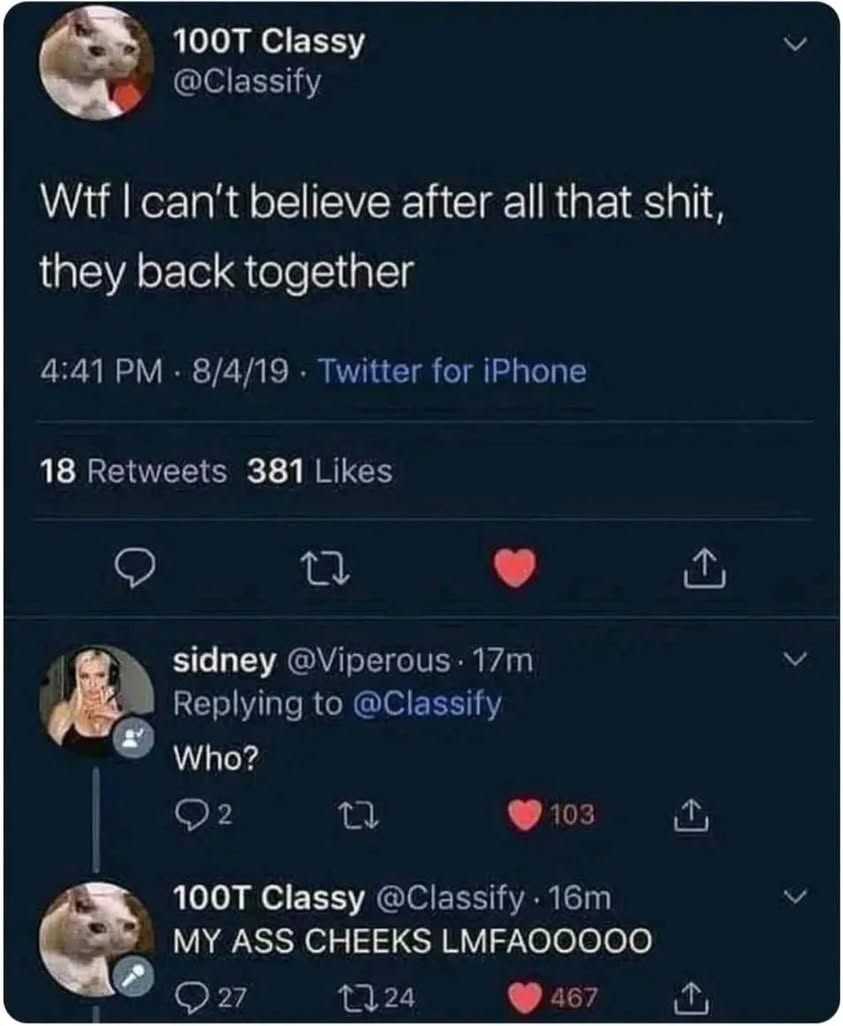 100T Classy
@Classify
Wtf I can't believe after all that shit,
they back together
4:41 PM · 8/4/19 · Twitter for iPhone
18 Retweets 381 Likes
sidney @Viperous · 17m
Replying to @Classify
Who?
2 103
100T Classy @Classify · 16m
MY ASS CHEEKS LMFAOOOOO
27 24 467